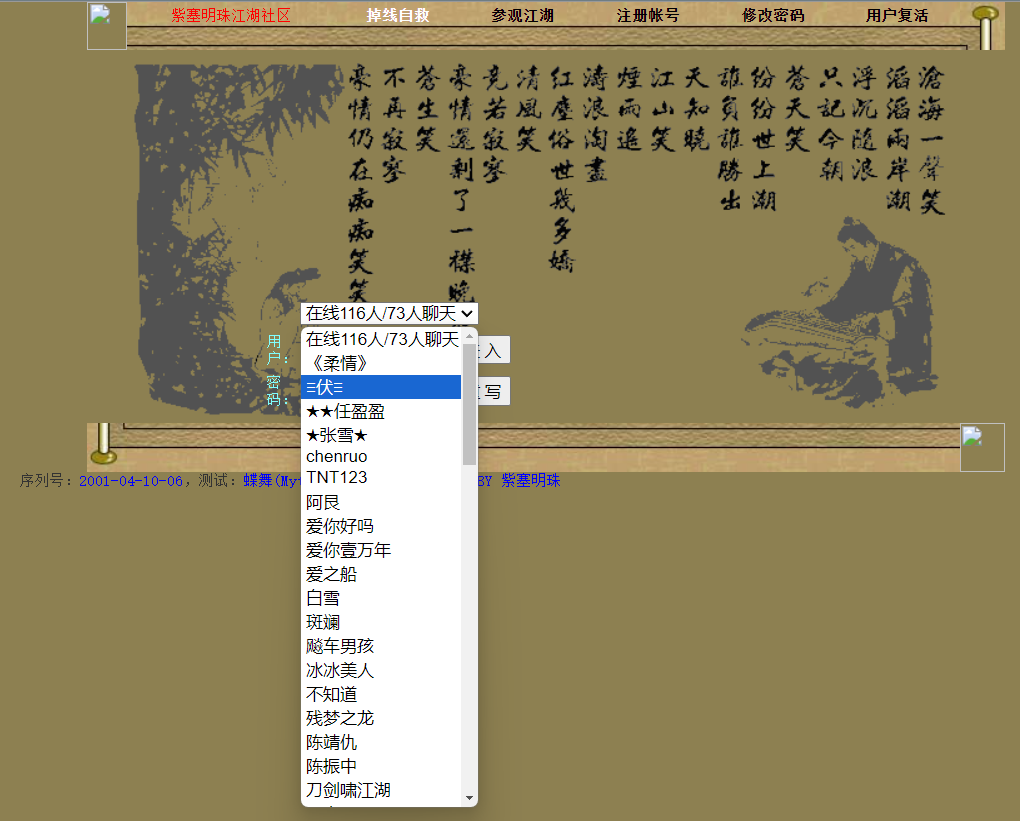 紫塞明珠江湖社区 掉线自救 参观江湖 注册帐号 修改密码 用户复活
滄海一聲笑
滔滔兩岸潮
浮沉隨浪
只記今朝
蒼天笑
紛紛世上潮
誰負誰勝出
天知曉
江山笑
煙雨遙
濤浪淘盡
紅塵俗世幾多嬌
清風笑
竟若寂寥
豪情還剩了一襟晚
蒼生笑
不再寂寥
豪情仍在痴痴笑笑
在线116人/73人聊天
用户：
入
密码：
写
在线116人/73人聊天
《柔情》
≡伏≡
★★任盈盈
★张雪★
chenruo
TNT123
阿艮
爱你好吗
爱你壹万年
爱之船
白雪
斑斓
飚车男孩
冰冰美人
不知道
残梦之龙
陈靖仇
陈振中
刀剑啸江湖
序列号：2001-04-10-06，测试：蝶舞(Myt BY 紫塞明珠